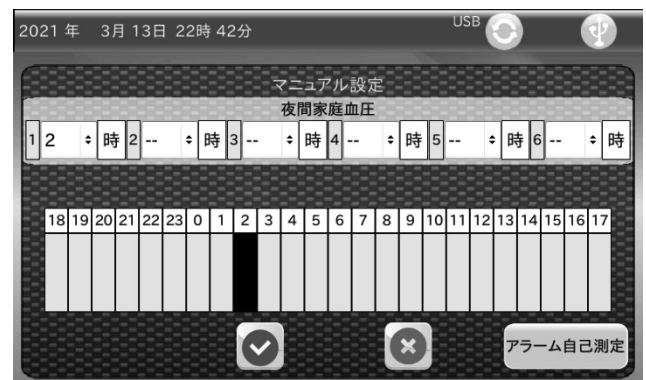 2021 年 3月 13日 22時 42分 USB
マニュアル設定
夜間家庭血圧
1 2 時 2 -- 時 3 -- 時 4 -- 時 5 -- 時 6 -- 時
18 19 20 21 22 23 0 1 2 3 4 5 6 7 8 9 10 11 12 13 14 15 16 17
アラーム自己測定